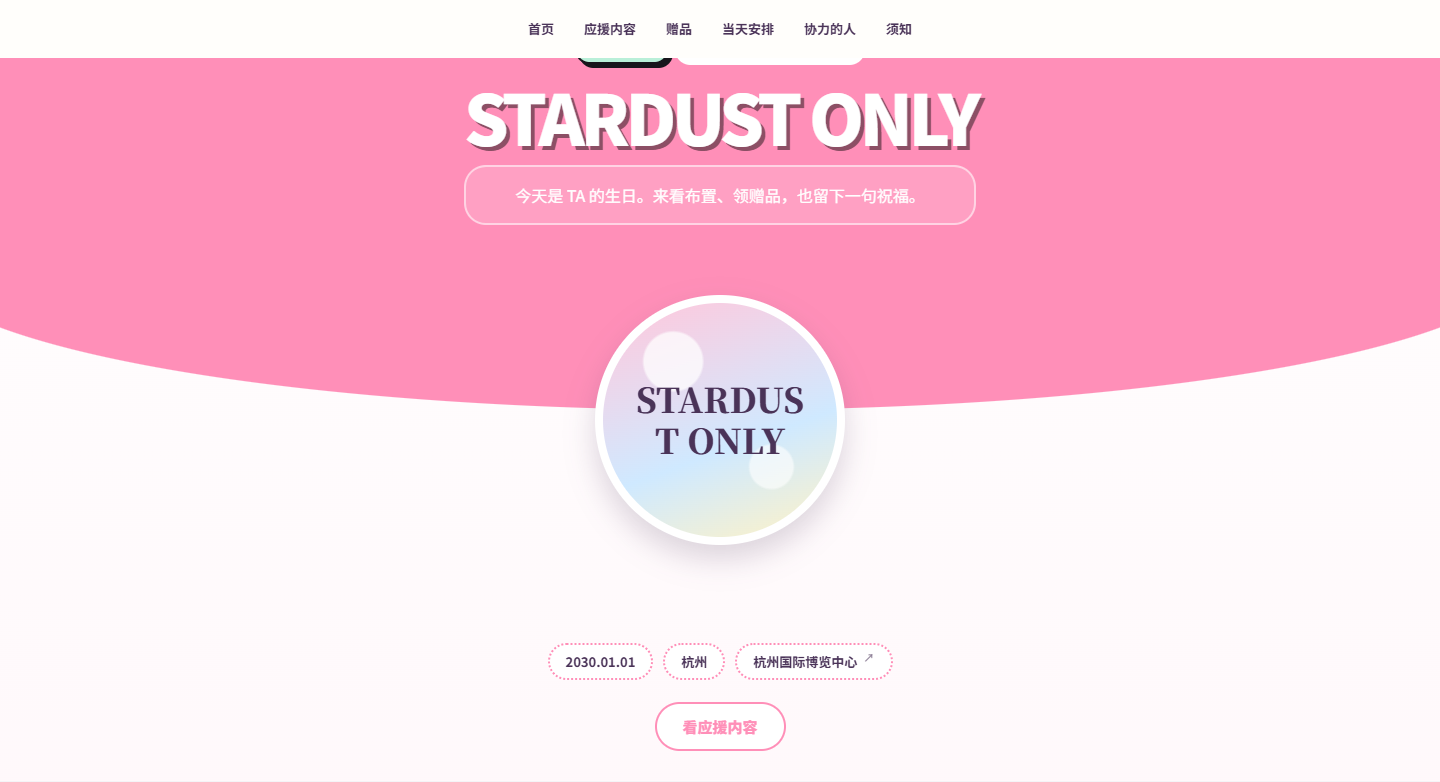 首页 应援内容 赠品 当天安排 协力的人 须知
STARDUST ONLY
今天是 TA 的生日。来看布置、领赠品，也留下一句祝福。
STARDUS
T ONLY
2030.01.01 杭州 杭州国际博览中心 ↗
看应援内容